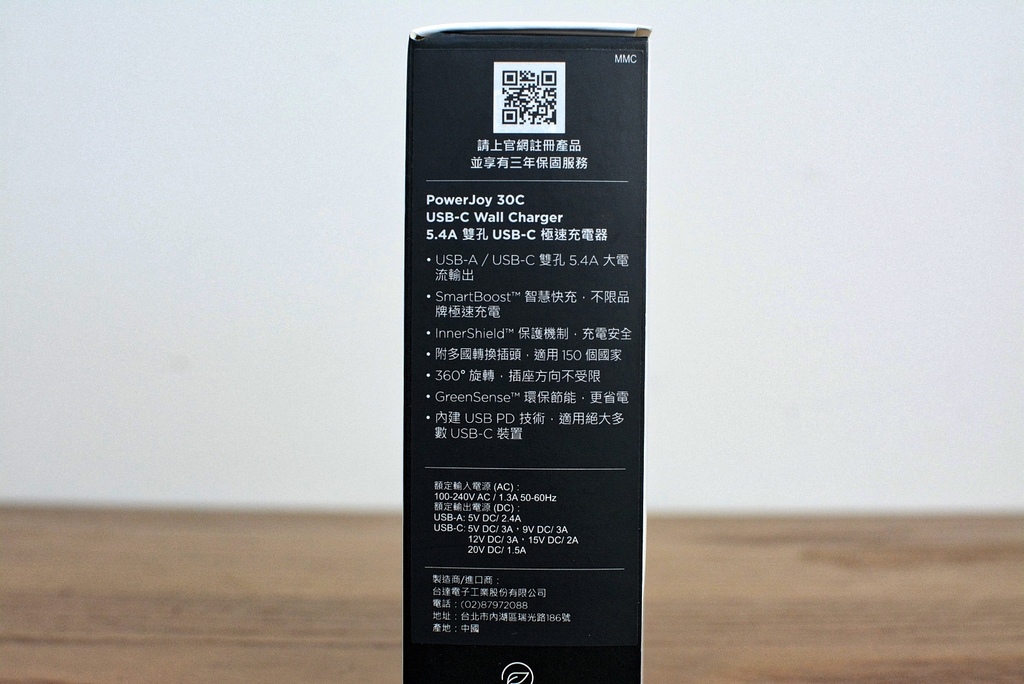 MMC
請上官網註冊產品
並享有三年保固服務
PowerJoy 30C
USB-C Wall Charger
5.4A 雙孔 USB-C 極速充電器
• USB-A / USB-C 雙孔 5.4A 大電
流輸出
• SmartBoost™ 智慧快充，不限品
牌極速充電
• InnerShield™ 保護機制，充電安全
• 附多國轉換插頭，適用 150 個國家
• 360° 旋轉，插座方向不受限
• GreenSense™ 環保節能，更省電
• 內建 USB PD 技術，適用絕大多
數 USB-C 裝置
額定輸入電源 (AC)：
100-240V AC / 1.3A 50-60Hz
額定輸出電源 (DC)：
USB-A: 5V DC/ 2.4A
USB-C: 5V DC/ 3A，9V DC/ 3A
12V DC/ 3A，15V DC/ 2A
20V DC/ 1.5A
製造商/進口商：
台達電子工業股份有限公司
電話：(02)87972088
地址：台北市內湖區瑞光路186號
產地：中國